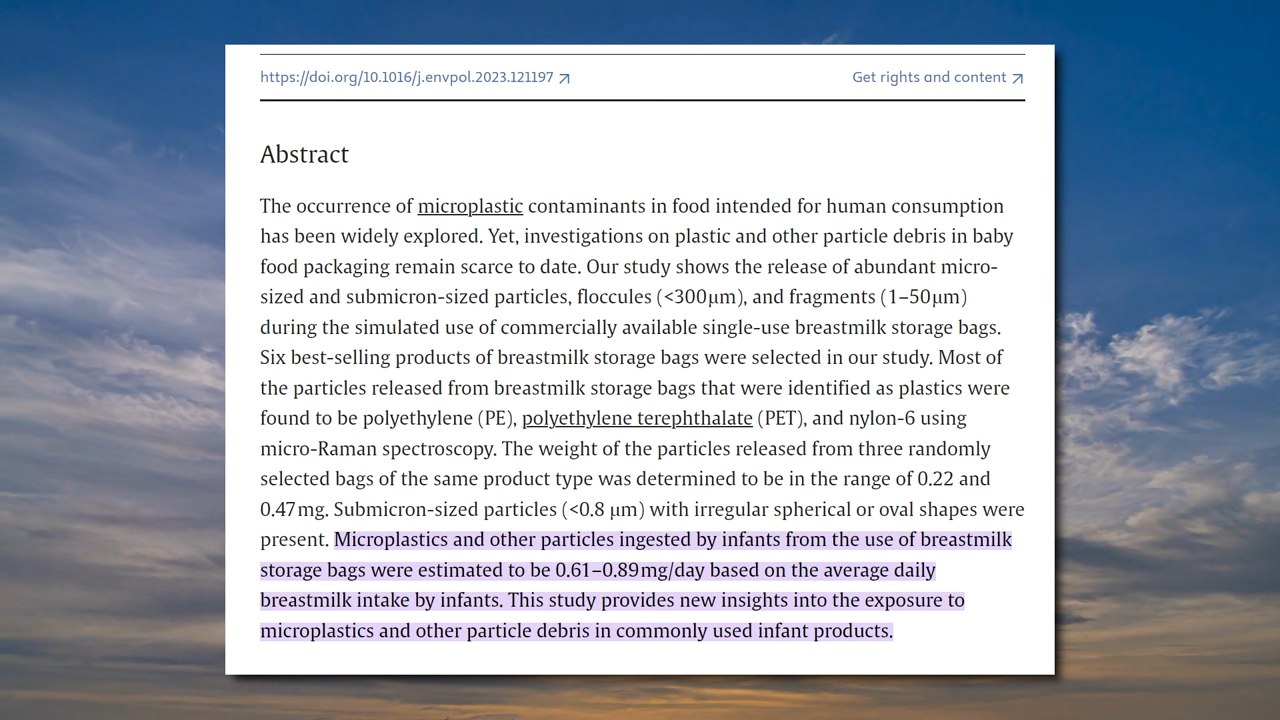 https://doi.org/10.1016/j.envpol.2023.121197
Get rights and content
Abstract
The occurrence of microplastic contaminants in food intended for human consumption
has been widely explored. Yet, investigations on plastic and other particle debris in baby
food packaging remain scarce to date. Our study shows the release of abundant micro-
sized and submicron-sized particles, floccules (<300μm), and fragments (1–50μm)
during the simulated use of commercially available single-use breastmilk storage bags.
Six best-selling products of breastmilk storage bags were selected in our study. Most of
the particles released from breastmilk storage bags that were identified as plastics were
found to be polyethylene (PE), polyethylene terephthalate (PET), and nylon-6 using
micro-Raman spectroscopy. The weight of the particles released from three randomly
selected bags of the same product type was determined to be in the range of 0.22 and
0.47mg. Submicron-sized particles (<0.8 μm) with irregular spherical or oval shapes were
present. Microplastics and other particles ingested by infants from the use of breastmilk
storage bags were estimated to be 0.61–0.89mg/day based on the average daily
breastmilk intake by infants. This study provides new insights into the exposure to
microplastics and other particle debris in commonly used infant products.